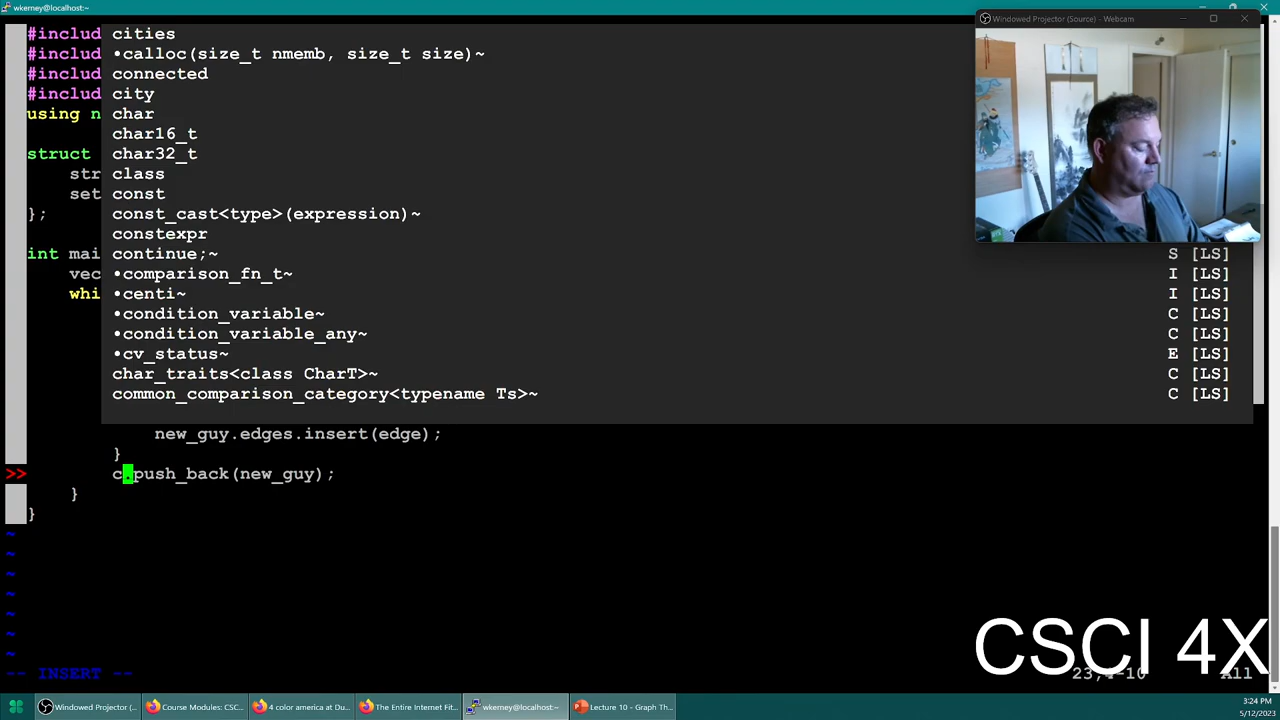 wkerney@localhost:~
Windowed Projector (Source) - Webcam
#includ cities
#includ •calloc(size_t nmemb, size_t size)~
#includ connected
#includ city
using n char
char16_t
struct char32_t
str class
set const
}; const_cast<type>(expression)~
constexpr
int mai continue;~ S [LS]
vec •comparison_fn_t~ I [LS]
whi •centi~ I [LS]
•condition_variable~ C [LS]
•condition_variable_any~ C [LS]
•cv_status~ E [LS]
char_traits<class CharT>~ C [LS]
common_comparison_category<typename Ts>~ C [LS]
new_guy.edges.insert(edge);
}
>> c.push_back(new_guy);
}
}
~
~
~
~
~
~
~
-- INSERT -- 23,4-10 All
CSCI 4X
Windowed Projector (
Course Modules: CSC
4 color america at Du
The Entire Internet Fit
wkerney@localhost:~
Lecture 10 - Graph Th
3:24 PM
5/12/2023